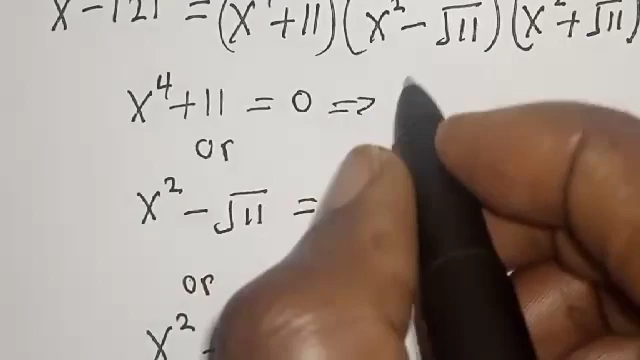 x - 121 = (x + 11)(x² - √11)(x² + √11)
x⁴ + 11 = 0 =>
or
x² - √11 =
or
x² -